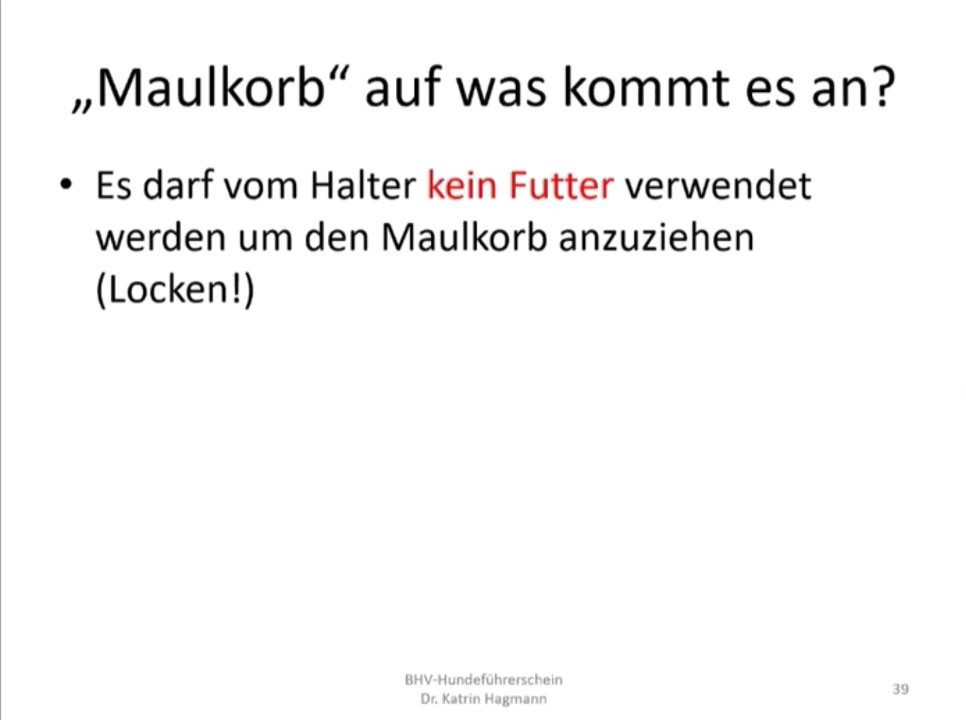 „Maulkorb“ auf was kommt es an?
• Es darf vom Halter kein Futter verwendet
werden um den Maulkorb anzuziehen
(Locken!)
BHV-Hundeführerschein
Dr. Katrin Hagmann
39